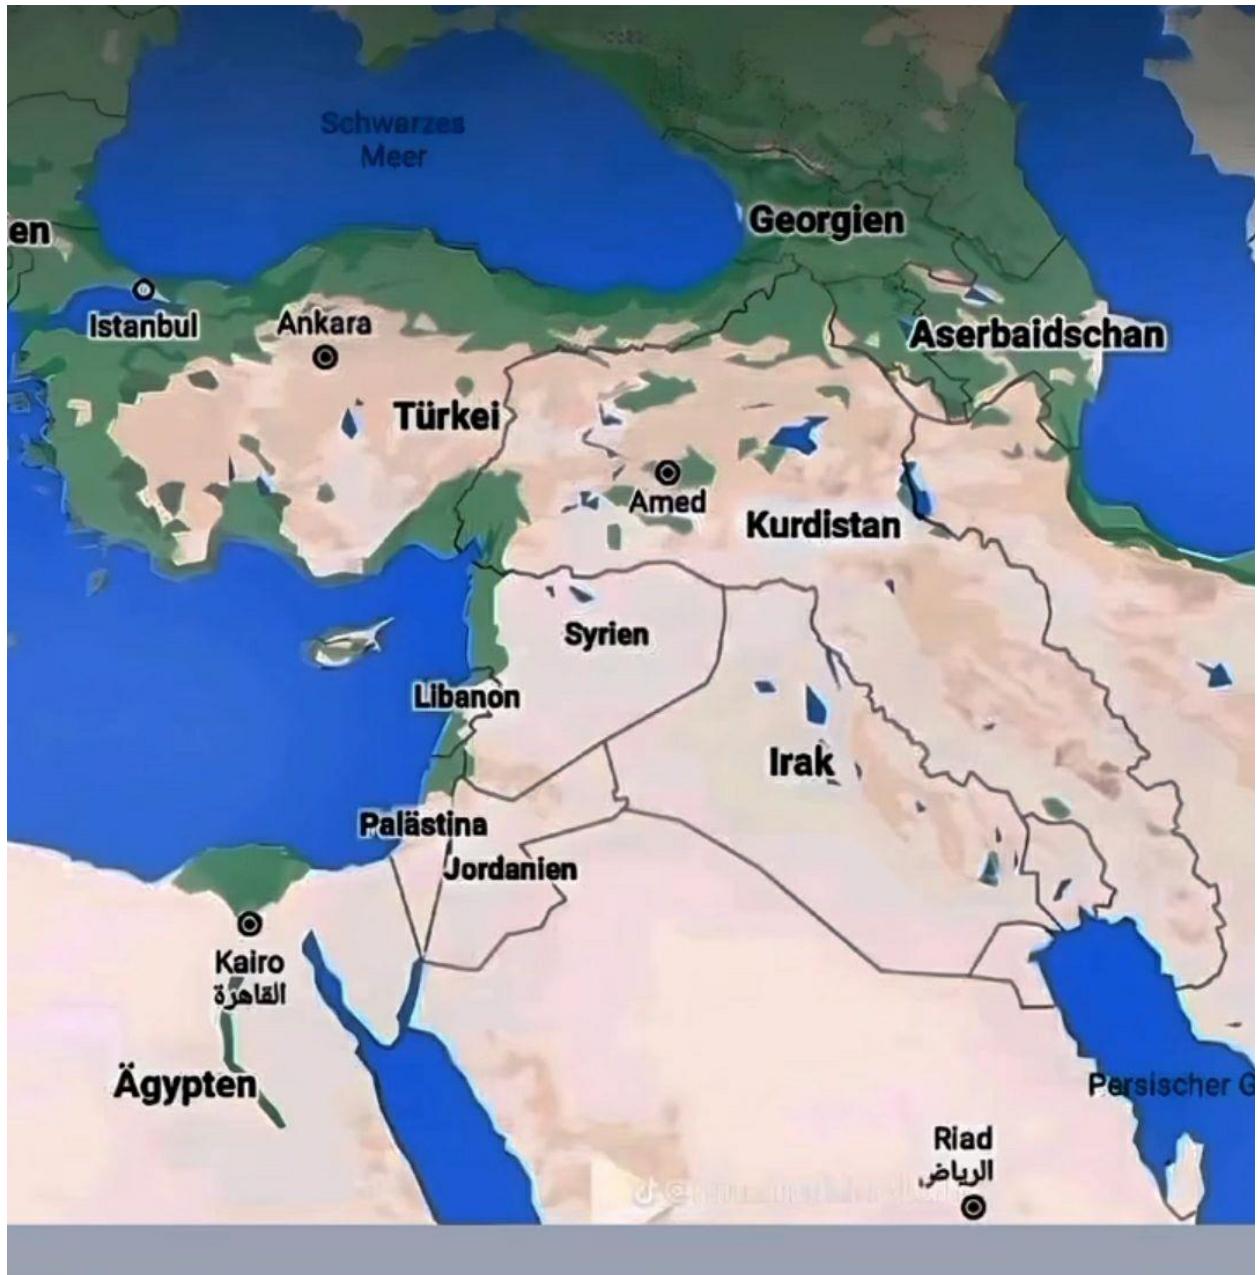 Schwarzes
Meer
Georgien
en
Istanbul
Ankara
Aserbaidschan
Türkei
Amed
Kurdistan
Syrien
Libanon
Irak
Palästina
Jordanien
Kairo
القاهرة
Ägypten
Persischer G
Riad
الرياض